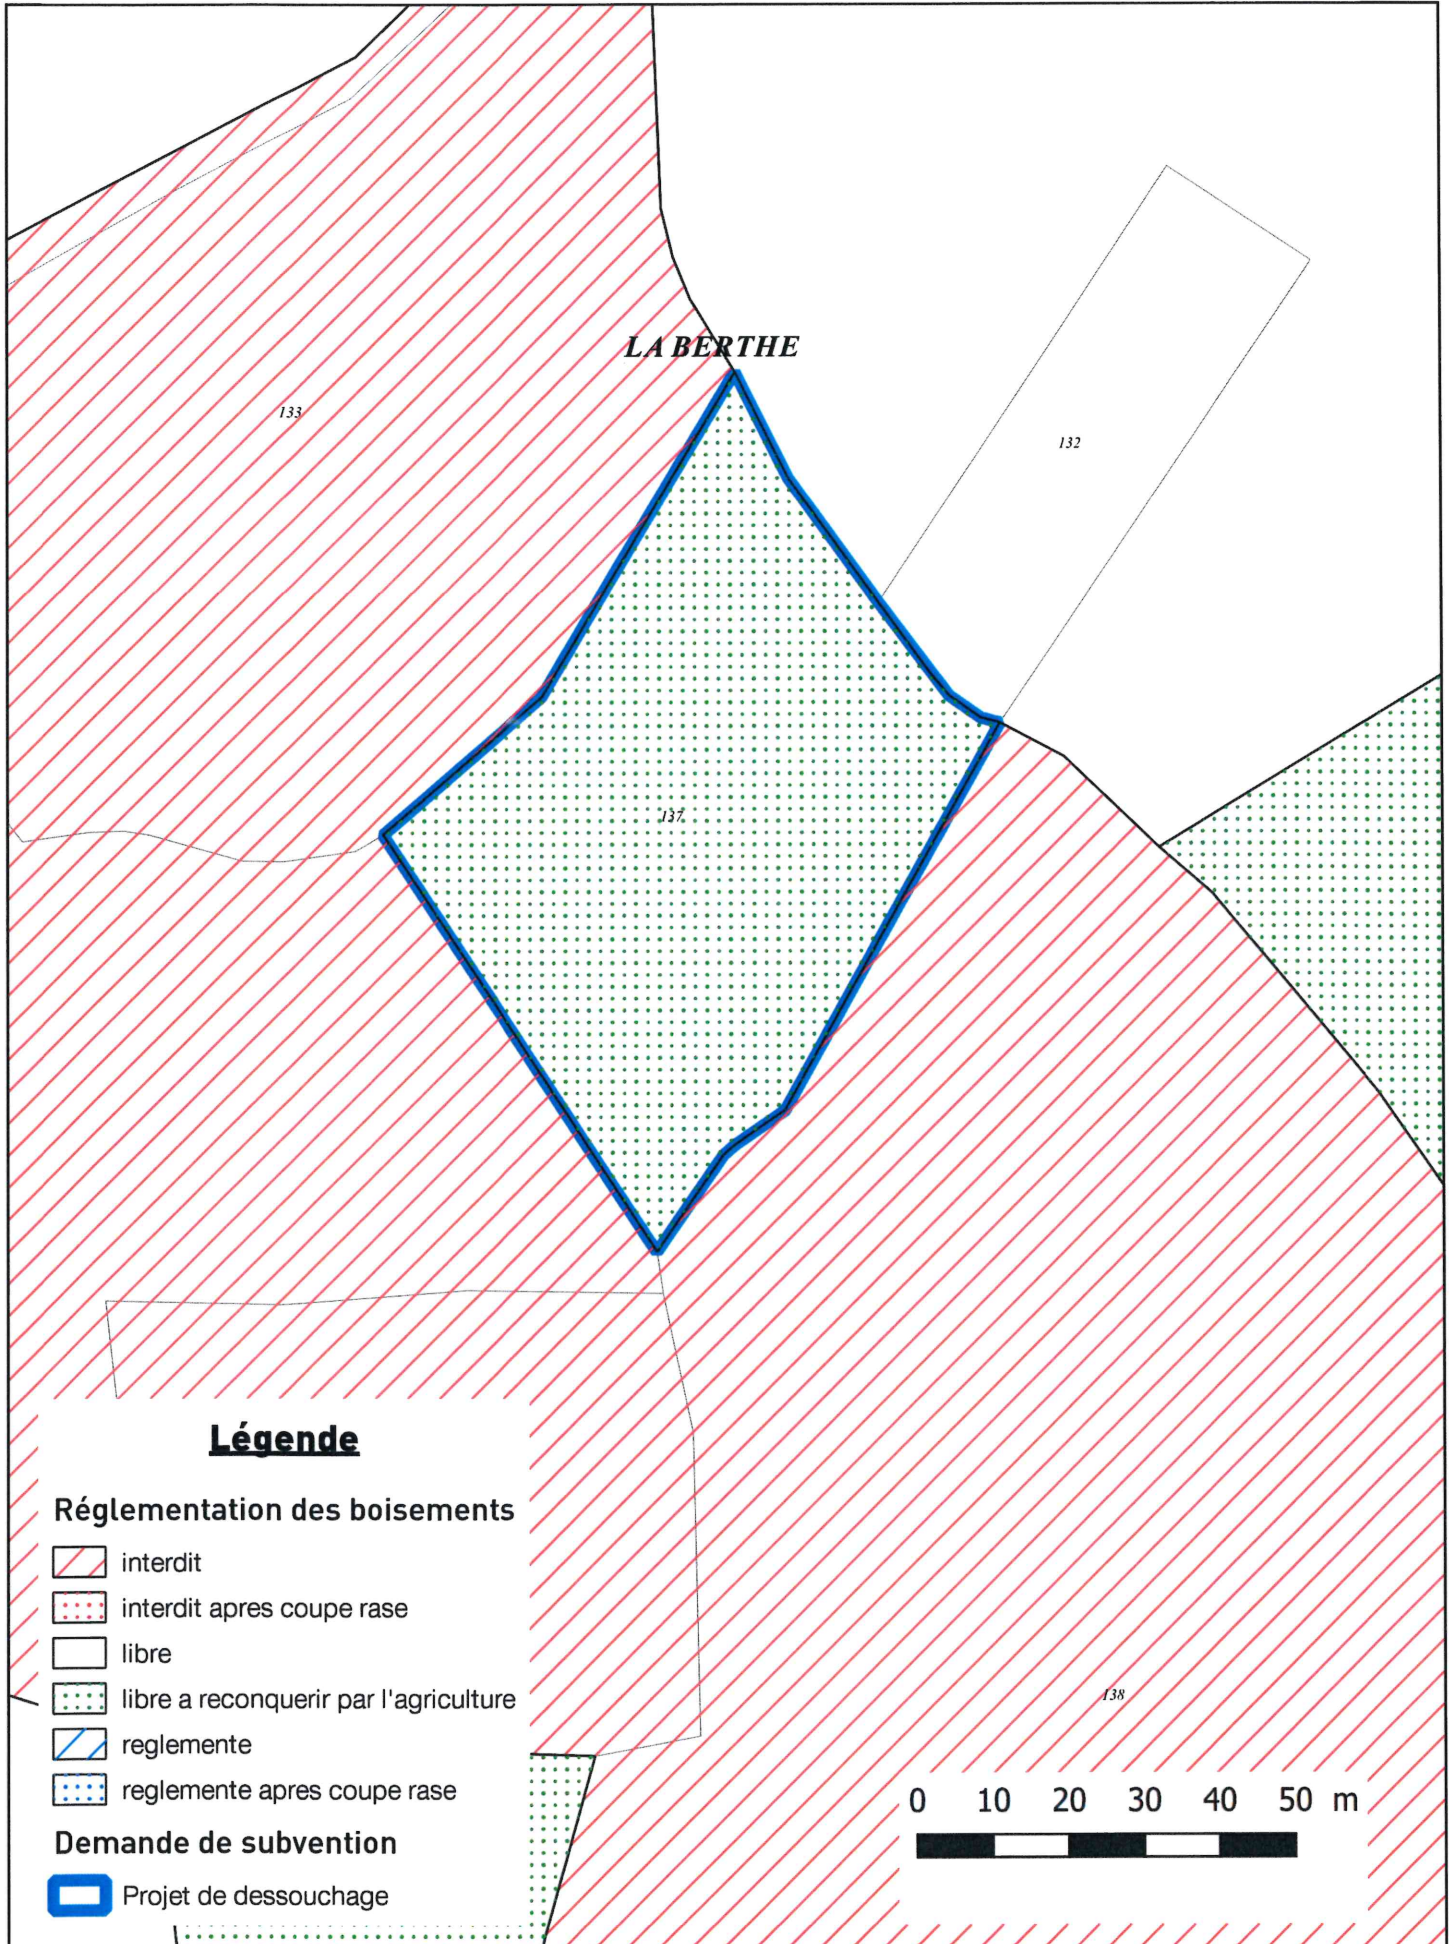 LA BERTHE
133
132
137
Légende
Réglementation des boisements
interdit
interdit apres coupe rase
libre
libre a reconquerir par l'agriculture
reglemente
reglemente apres coupe rase
Demande de subvention
Projet de dessouchage
138
0 10 20 30 40 50 m